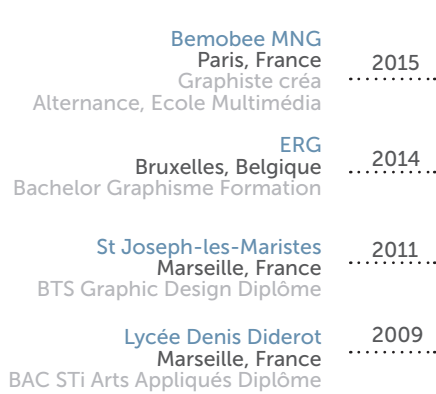 Bemobee MNG
Paris, France
2015
Graphiste créa
Alternance, Ecole Multimédia
ERG
Bruxelles, Belgique
2014
Bachelor Graphisme Formation
St Joseph-les-Maristes
2011
Marseille, France
BTS Graphic Design Diplôme
Lycée Denis Diderot
2009
Marseille, France
BAC STi Arts Appliqués Diplôme